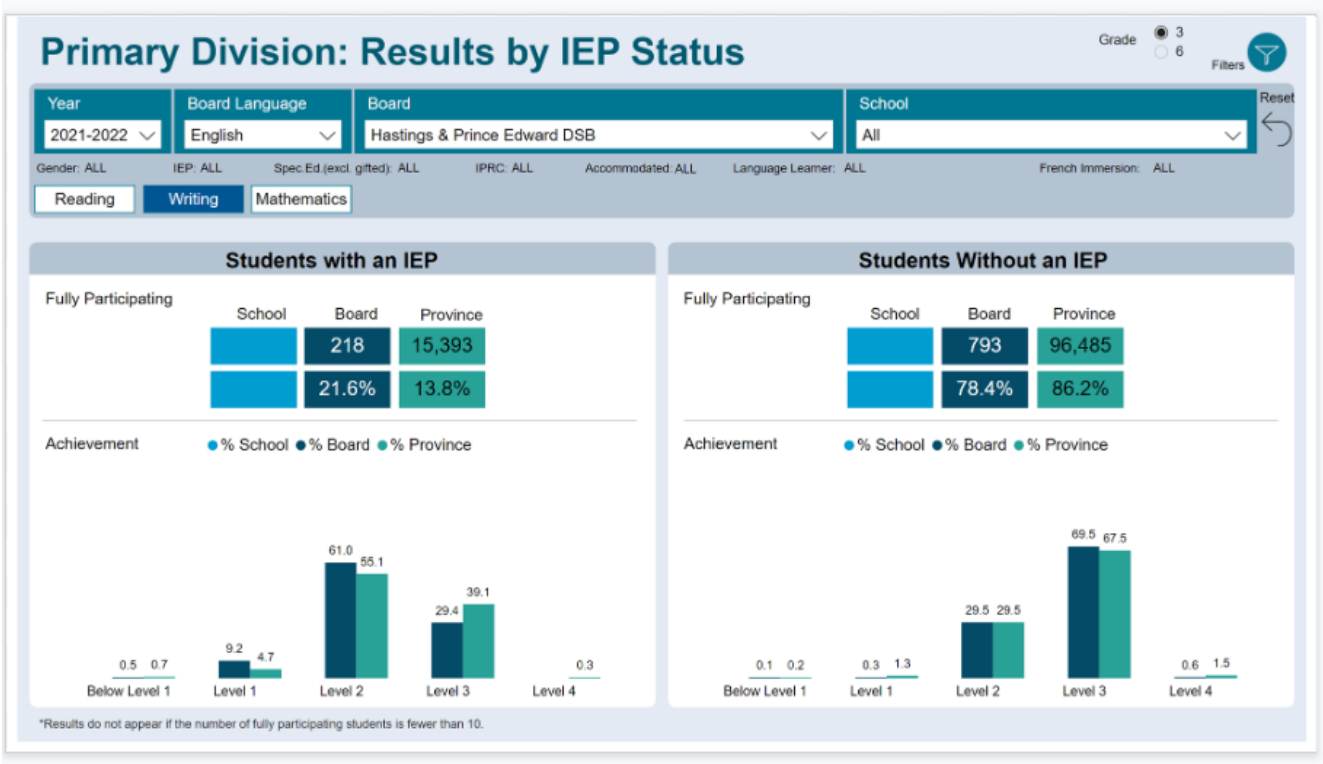 Primary Division: Results by IEP Status
Grade 3
6
Filters
Year Board Language Board School Reset
2021-2022 English Hastings & Prince Edward DSB All
Gender: ALL IEP: ALL Spec.Ed.(excl. gifted): ALL IPRC: ALL Accommodated: ALL Language Learner: ALL French Immersion: ALL
Reading Writing Mathematics
Students with an IEP
Fully Participating
School Board Province
218 15,393
21.6% 13.8%
Achievement % School % Board % Province
61.0 55.1
29.4 39.1
9.2 4.7
0.5 0.7 0.3
Below Level 1 Level 1 Level 2 Level 3 Level 4
Students Without an IEP
Fully Participating
School Board Province
793 96,485
78.4% 86.2%
Achievement % School % Board % Province
69.5 67.5
29.5 29.5
0.1 0.2 0.3 1.3 0.6 1.5
Below Level 1 Level 1 Level 2 Level 3 Level 4
*Results do not appear if the number of fully participating students is fewer than 10.